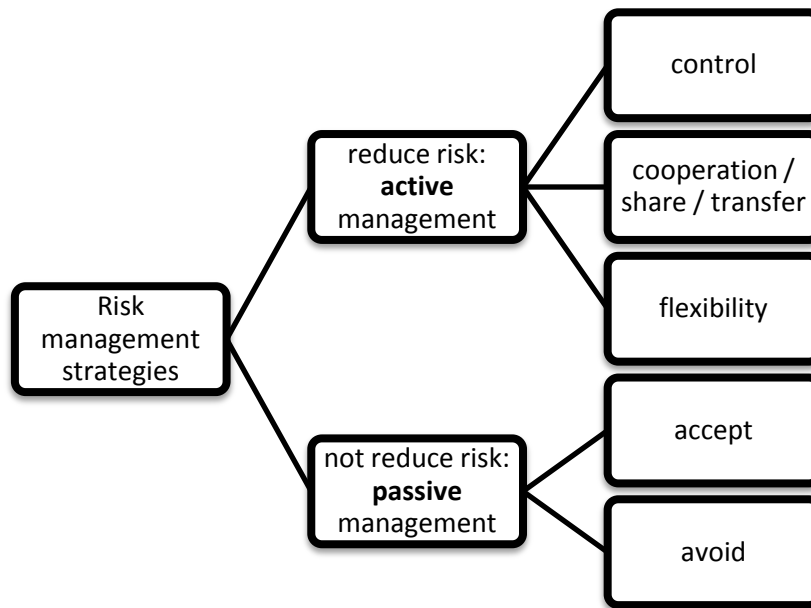 Risk
management
strategies
reduce risk:
active
management
control
cooperation /
share / transfer
flexibility
not reduce risk:
passive
management
accept
avoid